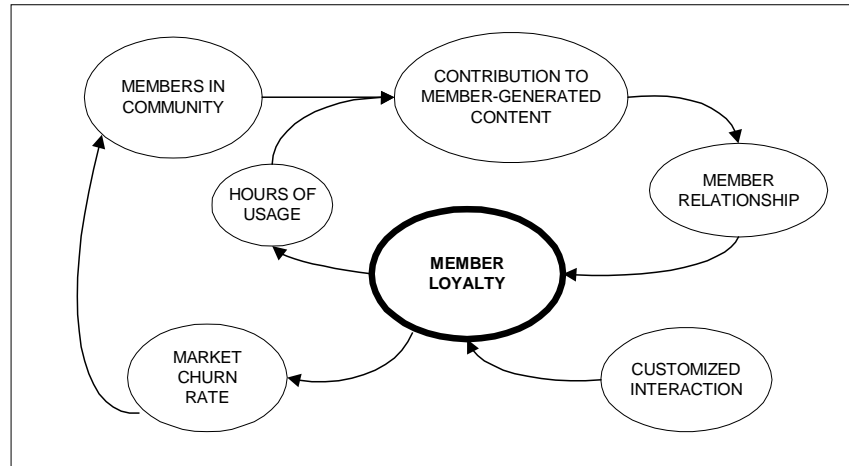 MEMBERS IN
COMMUNITY
CONTRIBUTION TO
MEMBER-GENERATED
CONTENT
HOURS OF
USAGE
MEMBER
RELATIONSHIP
MEMBER
LOYALTY
MARKET
CHURN
RATE
CUSTOMIZED
INTERACTION